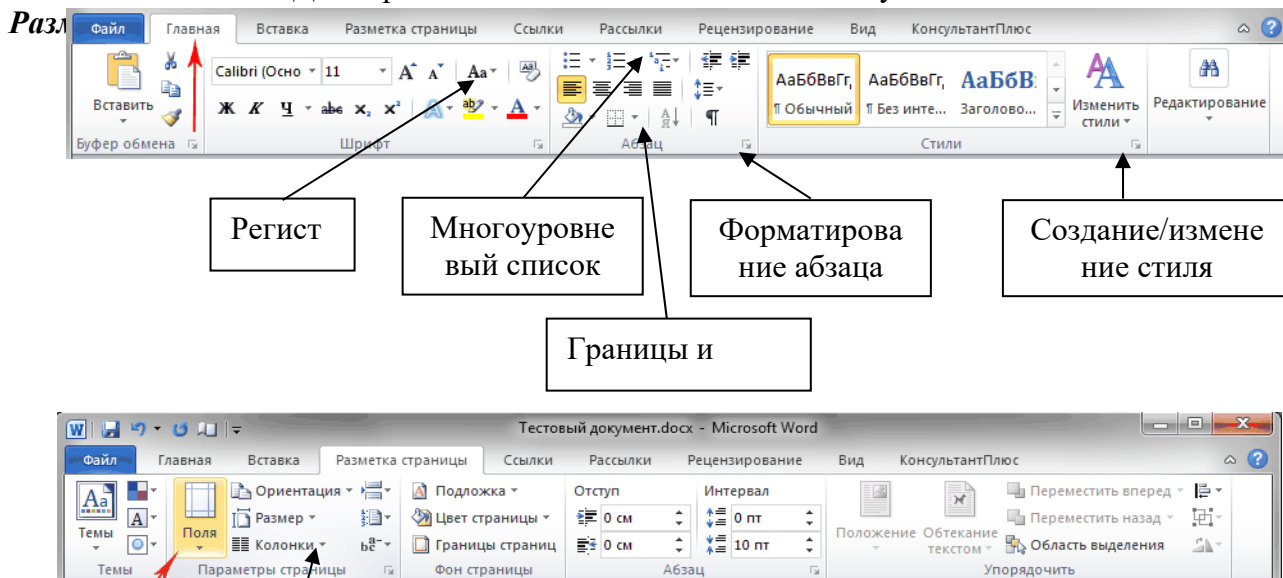 Разм
Файл Главная Вставка Разметка страницы Ссылки Рассылки Рецензирование Вид КонсультантПлюс
Calibri (Осно 11 Aa
Вставить
Ж К Ч abc x₂ x² A
АаБбВвГг, АаБбВвГг, АаБбВ:
¶ Обычный ¶ Без инте... Заголово...
Изменить стили
Редактирование
Буфер обмена Шрифт Абзац Стили
Регист
Многоуровне
вый список
Форматирова
ние абзаца
Создание/измене
ние стиля
Границы и
Тестовый документ.docx - Microsoft Word
Файл Главная Вставка Разметка страницы Ссылки Рассылки Рецензирование Вид КонсультантПлюс
Темы
Поля
Ориентация
Размер
Колонки
Подложка
Цвет страницы
Границы страниц
Отступ
0 см
0 см
Интервал
0 пт
10 пт
Положение
Обтекание
текстом
Переместить вперед
Переместить назад
Область выделения
Темы Параметры страницы Фон страницы Абзац Упорядочить